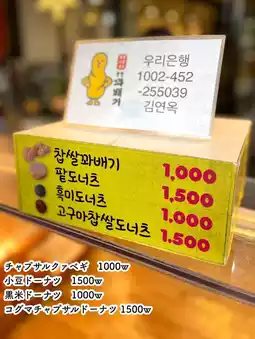 우리은행
1002-452
-255039
김연옥
꽈배기
찹쌀꽈배기 1,000
팥도너츠 1,500
흑미도너츠 1,000
고구마찹쌀도너츠 1,500
チャプサルクァベギ 1000w
小豆ドーナツ 1500w
黒米ドーナツ 1000w
コグマチャプサルドーナツ 1500w